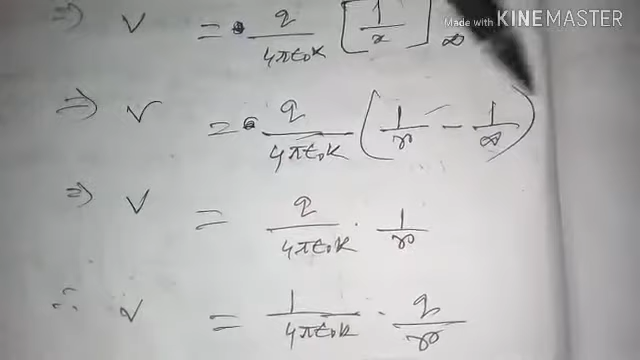 Made with KINEMASTER
⇒ V = q/4πε₀K [1/x]∞
⇒ V = q/4πε₀K (1/r - 1/∞)
⇒ V = q/4πε₀K · 1/r
∴ V = 1/4πε₀K · q/r